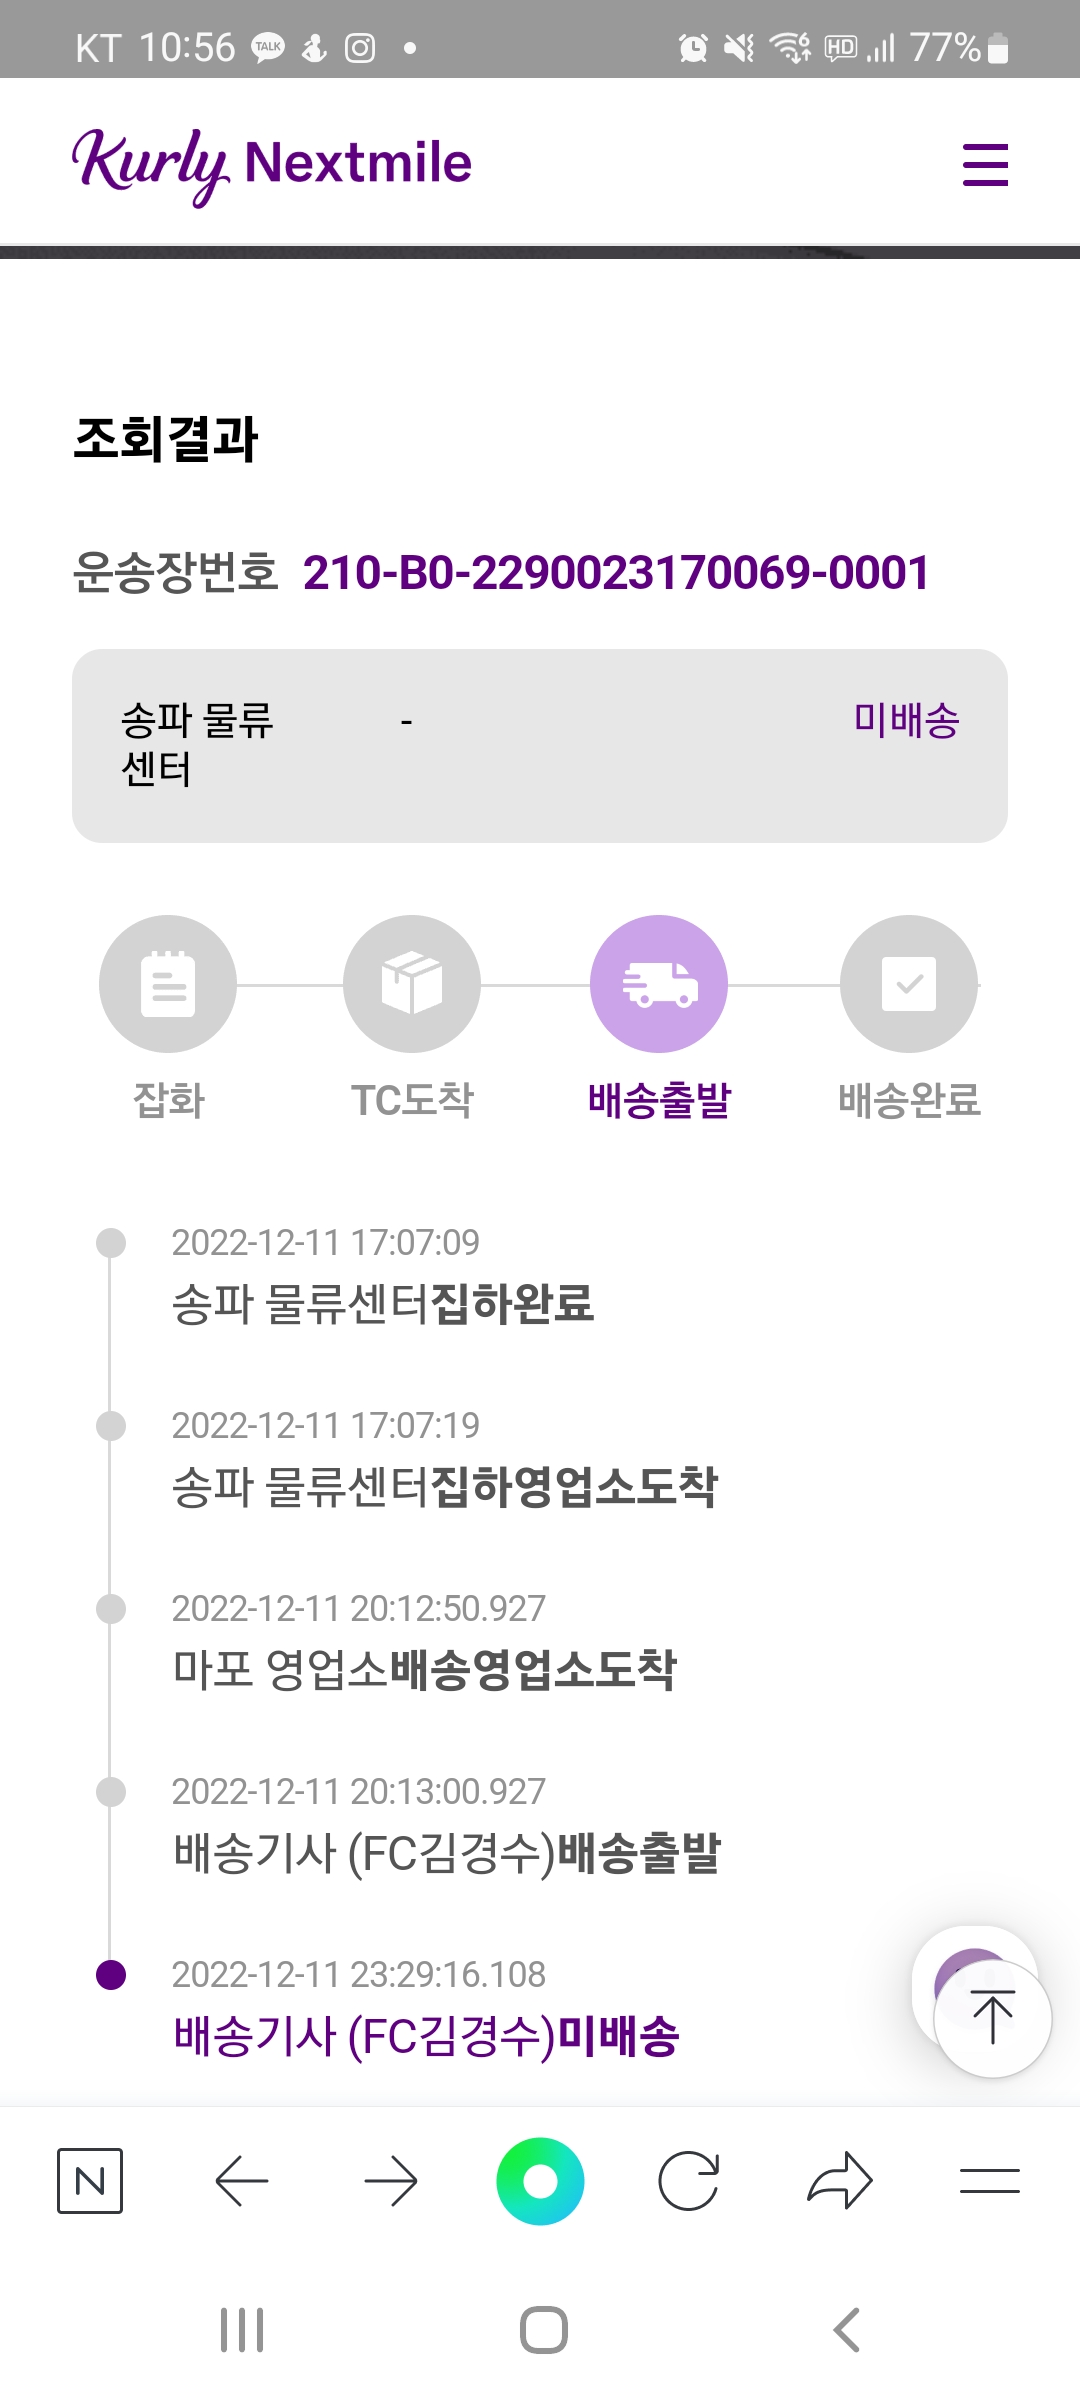 KT 10:56 TALK 6 HD 77%
Kurly Nextmile
조회결과
운송장번호 210-B0-2290023170069-0001
송파 물류 - 미배송
센터
잡화 TC도착 배송출발 배송완료
2022-12-11 17:07:09
송파 물류센터집하완료
2022-12-11 17:07:19
송파 물류센터집하영업소도착
2022-12-11 20:12:50.927
마포 영업소배송영업소도착
2022-12-11 20:13:00.927
배송기사 (FC김경수)배송출발
2022-12-11 23:29:16.108
배송기사 (FC김경수)미배송
N